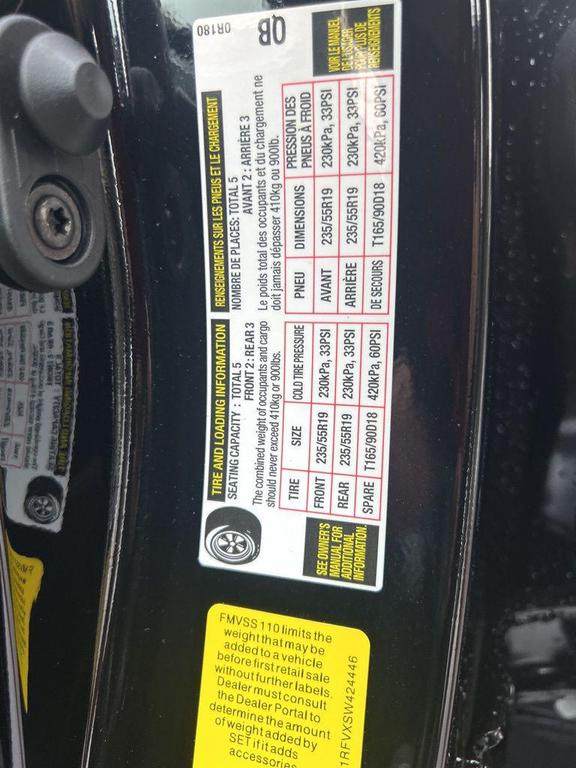 TIRE AND LOADING INFORMATION
SEATING CAPACITY : TOTAL 5
FRONT 2 : REAR 3
The combined weight of occupants and cargo
should never exceed 410kg or 900lbs.
TIRE SIZE COLD TIRE PRESSURE
FRONT 235/55R19 230kPa, 33PSI
REAR 235/55R19 230kPa, 33PSI
SPARE T165/90D18 420kPa, 60PSI
SEE OWNER'S
MANUAL FOR
ADDITIONAL
INFORMATION.
RENSEIGNEMENTS SUR LES PNEUS ET LE CHARGEMENT
NOMBRE DE PLACES: TOTAL 5
AVANT 2 : ARRIÈRE 3
Le poids total des occupants et du chargement ne
doit jamais dépasser 410kg ou 900lb.
PNEU DIMENSIONS PRESSION DES
PNEUS À FROID
AVANT 235/55R19 230kPa, 33PSI
ARRIÈRE 235/55R19 230kPa, 33PSI
DE SECOURS T165/90D18 420kPa, 60PSI
VOIR LE MANUEL
DE L'USAGER
POUR PLUS DE
RENSEIGNEMENTS
0R180
QB
FMVSS 110 limits the
weight that may be
added to a vehicle
before first retail sale
without further labels.
Dealer must consult
the Dealer Portal to
determine the amount
of weight added by
SET if it adds
accessories
1RFVXSW424446